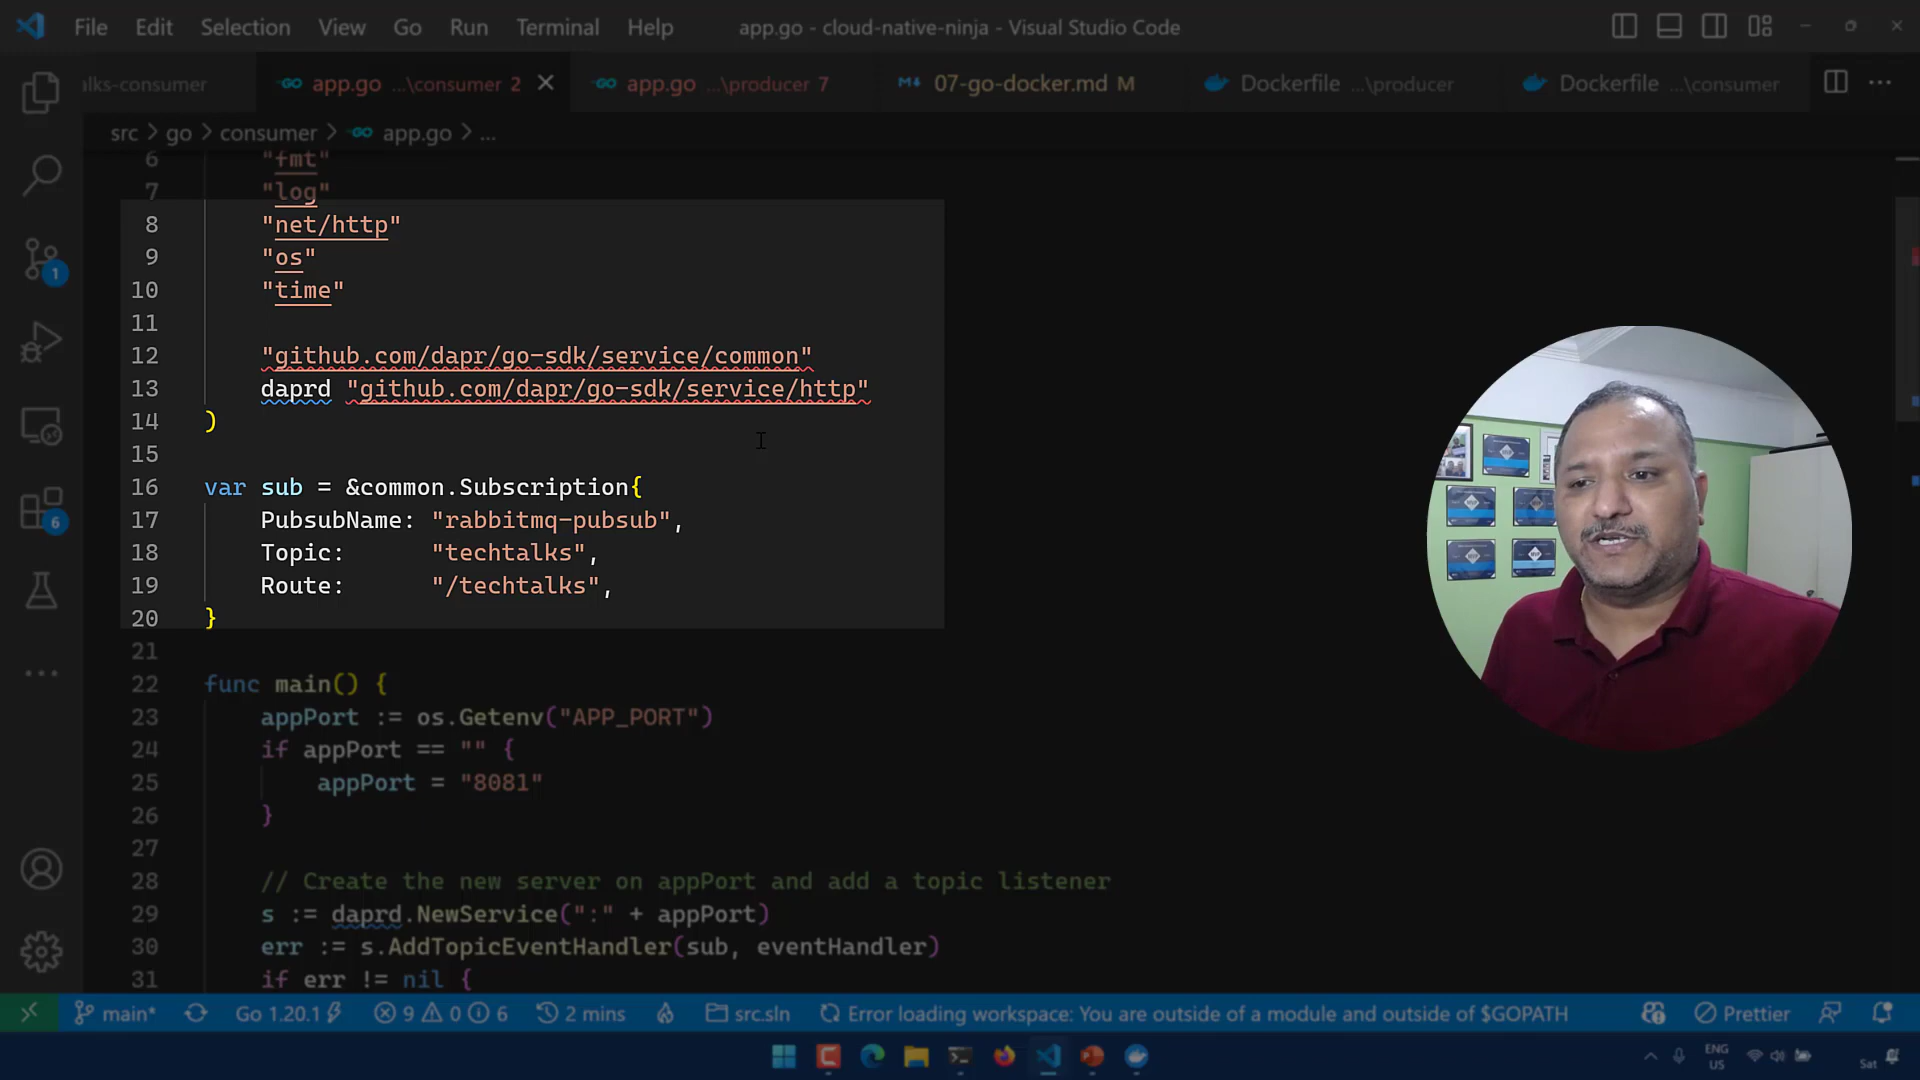 File Edit Selection View Go Run Terminal Help app.go - cloud-native-ninja - Visual Studio Code
alks-consumer app.go ...\consumer 2 app.go ...\producer 7 07-go-docker.md M Dockerfile ...\producer Dockerfile ...\consumer ...
src > go > consumer > app.go > ...
6 "fmt"
7 "log"
8 "net/http"
9 "os"
10 "time"
11
12 "github.com/dapr/go-sdk/service/common"
13 daprd "github.com/dapr/go-sdk/service/http"
14 )
15
16 var sub = &common.Subscription{
17 PubsubName: "rabbitmq-pubsub",
18 Topic: "techtalks",
19 Route: "/techtalks",
20 }
21
22 func main() {
23 appPort := os.Getenv("APP_PORT")
24 if appPort == "" {
25 appPort = "8081"
26 }
27
28 // Create the new server on appPort and add a topic listener
29 s := daprd.NewService(":" + appPort)
30 err := s.AddTopicEventHandler(sub, eventHandler)
31 if err != nil {
1
6
main* Go 1.20.1 9 0 6 2 mins src.sln Error loading workspace: You are outside of a module and outside of $GOPATH Prettier
ENG
US
Sat